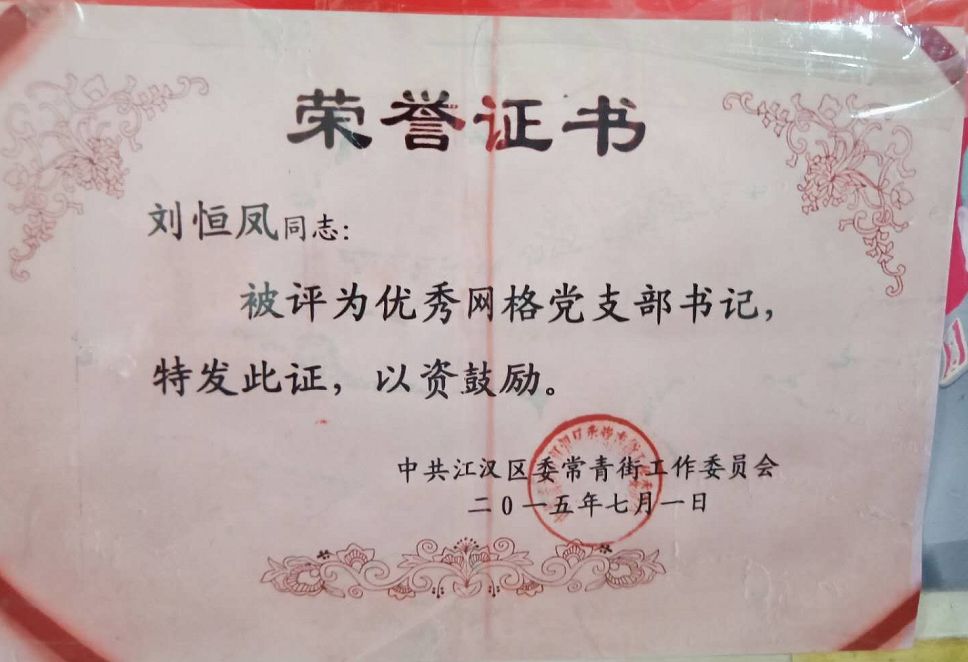 荣誉证书
刘恒凤同志：
被评为优秀网格党支部书记，
特发此证，以资鼓励。
中共江汉区委常青街工作委员会
二0一五年七月一日